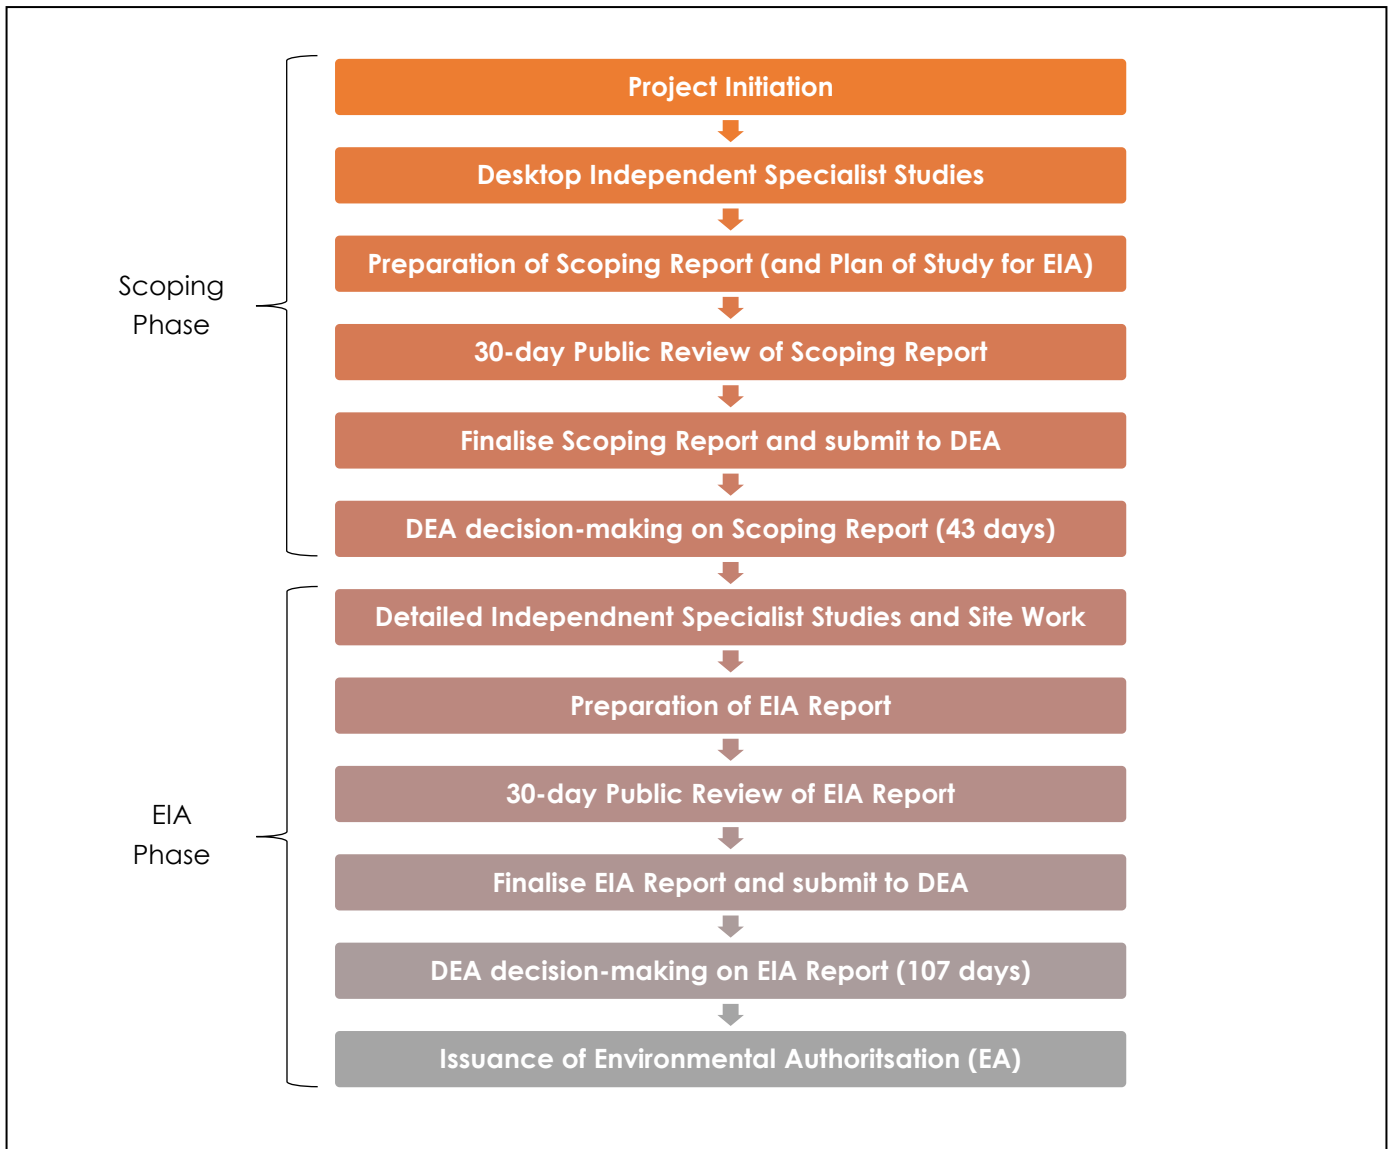 Project Initiation
Desktop Independent Specialist Studies
Preparation of Scoping Report (and Plan of Study for EIA)
Scoping
Phase
30-day Public Review of Scoping Report
Finalise Scoping Report and submit to DEA
DEA decision-making on Scoping Report (43 days)
Detailed Independnent Specialist Studies and Site Work
Preparation of EIA Report
30-day Public Review of EIA Report
EIA
Phase
Finalise EIA Report and submit to DEA
DEA decision-making on EIA Report (107 days)
Issuance of Environmental Authoritsation (EA)